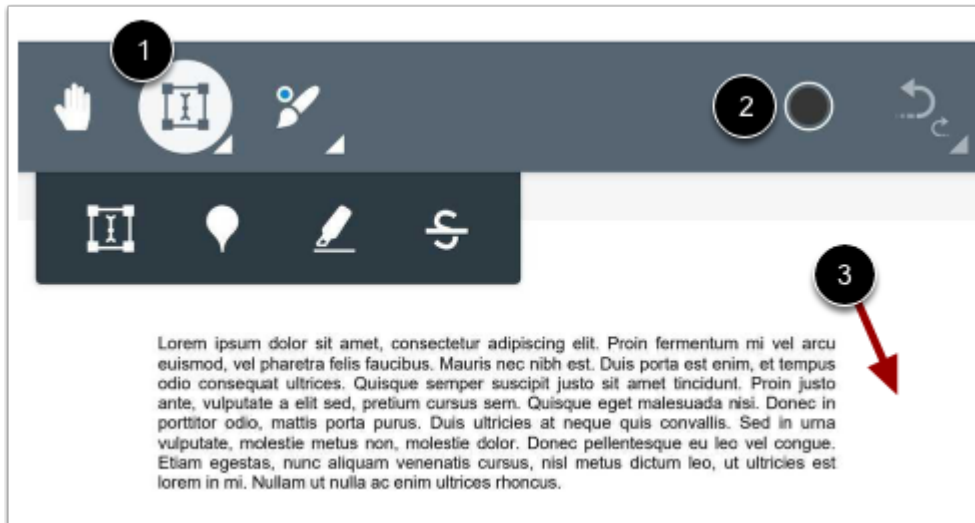 1
2
3
Lorem ipsum dolor sit amet, consectetur adipiscing elit. Proin fermentum mi vel arcu
euismod, vel pharetra felis faucibus. Mauris nec nibh est. Duis porta est enim, et tempus
odio consequat ultrices. Quisque semper suscipit justo sit amet tincidunt. Proin justo
ante, vulputate a elit sed, pretium cursus sem. Quisque eget malesuada nisi. Donec in
porttitor odio, mattis porta purus. Duis ultricies at neque quis convallis. Sed in urna
vulputate, molestie metus non, molestie dolor. Donec pellentesque eu leo vel congue.
Etiam egestas, nunc aliquam venenatis cursus, nisl metus dictum leo, ut ultricies est
lorem in mi. Nullam ut nulla ac enim ultrices rhoncus.